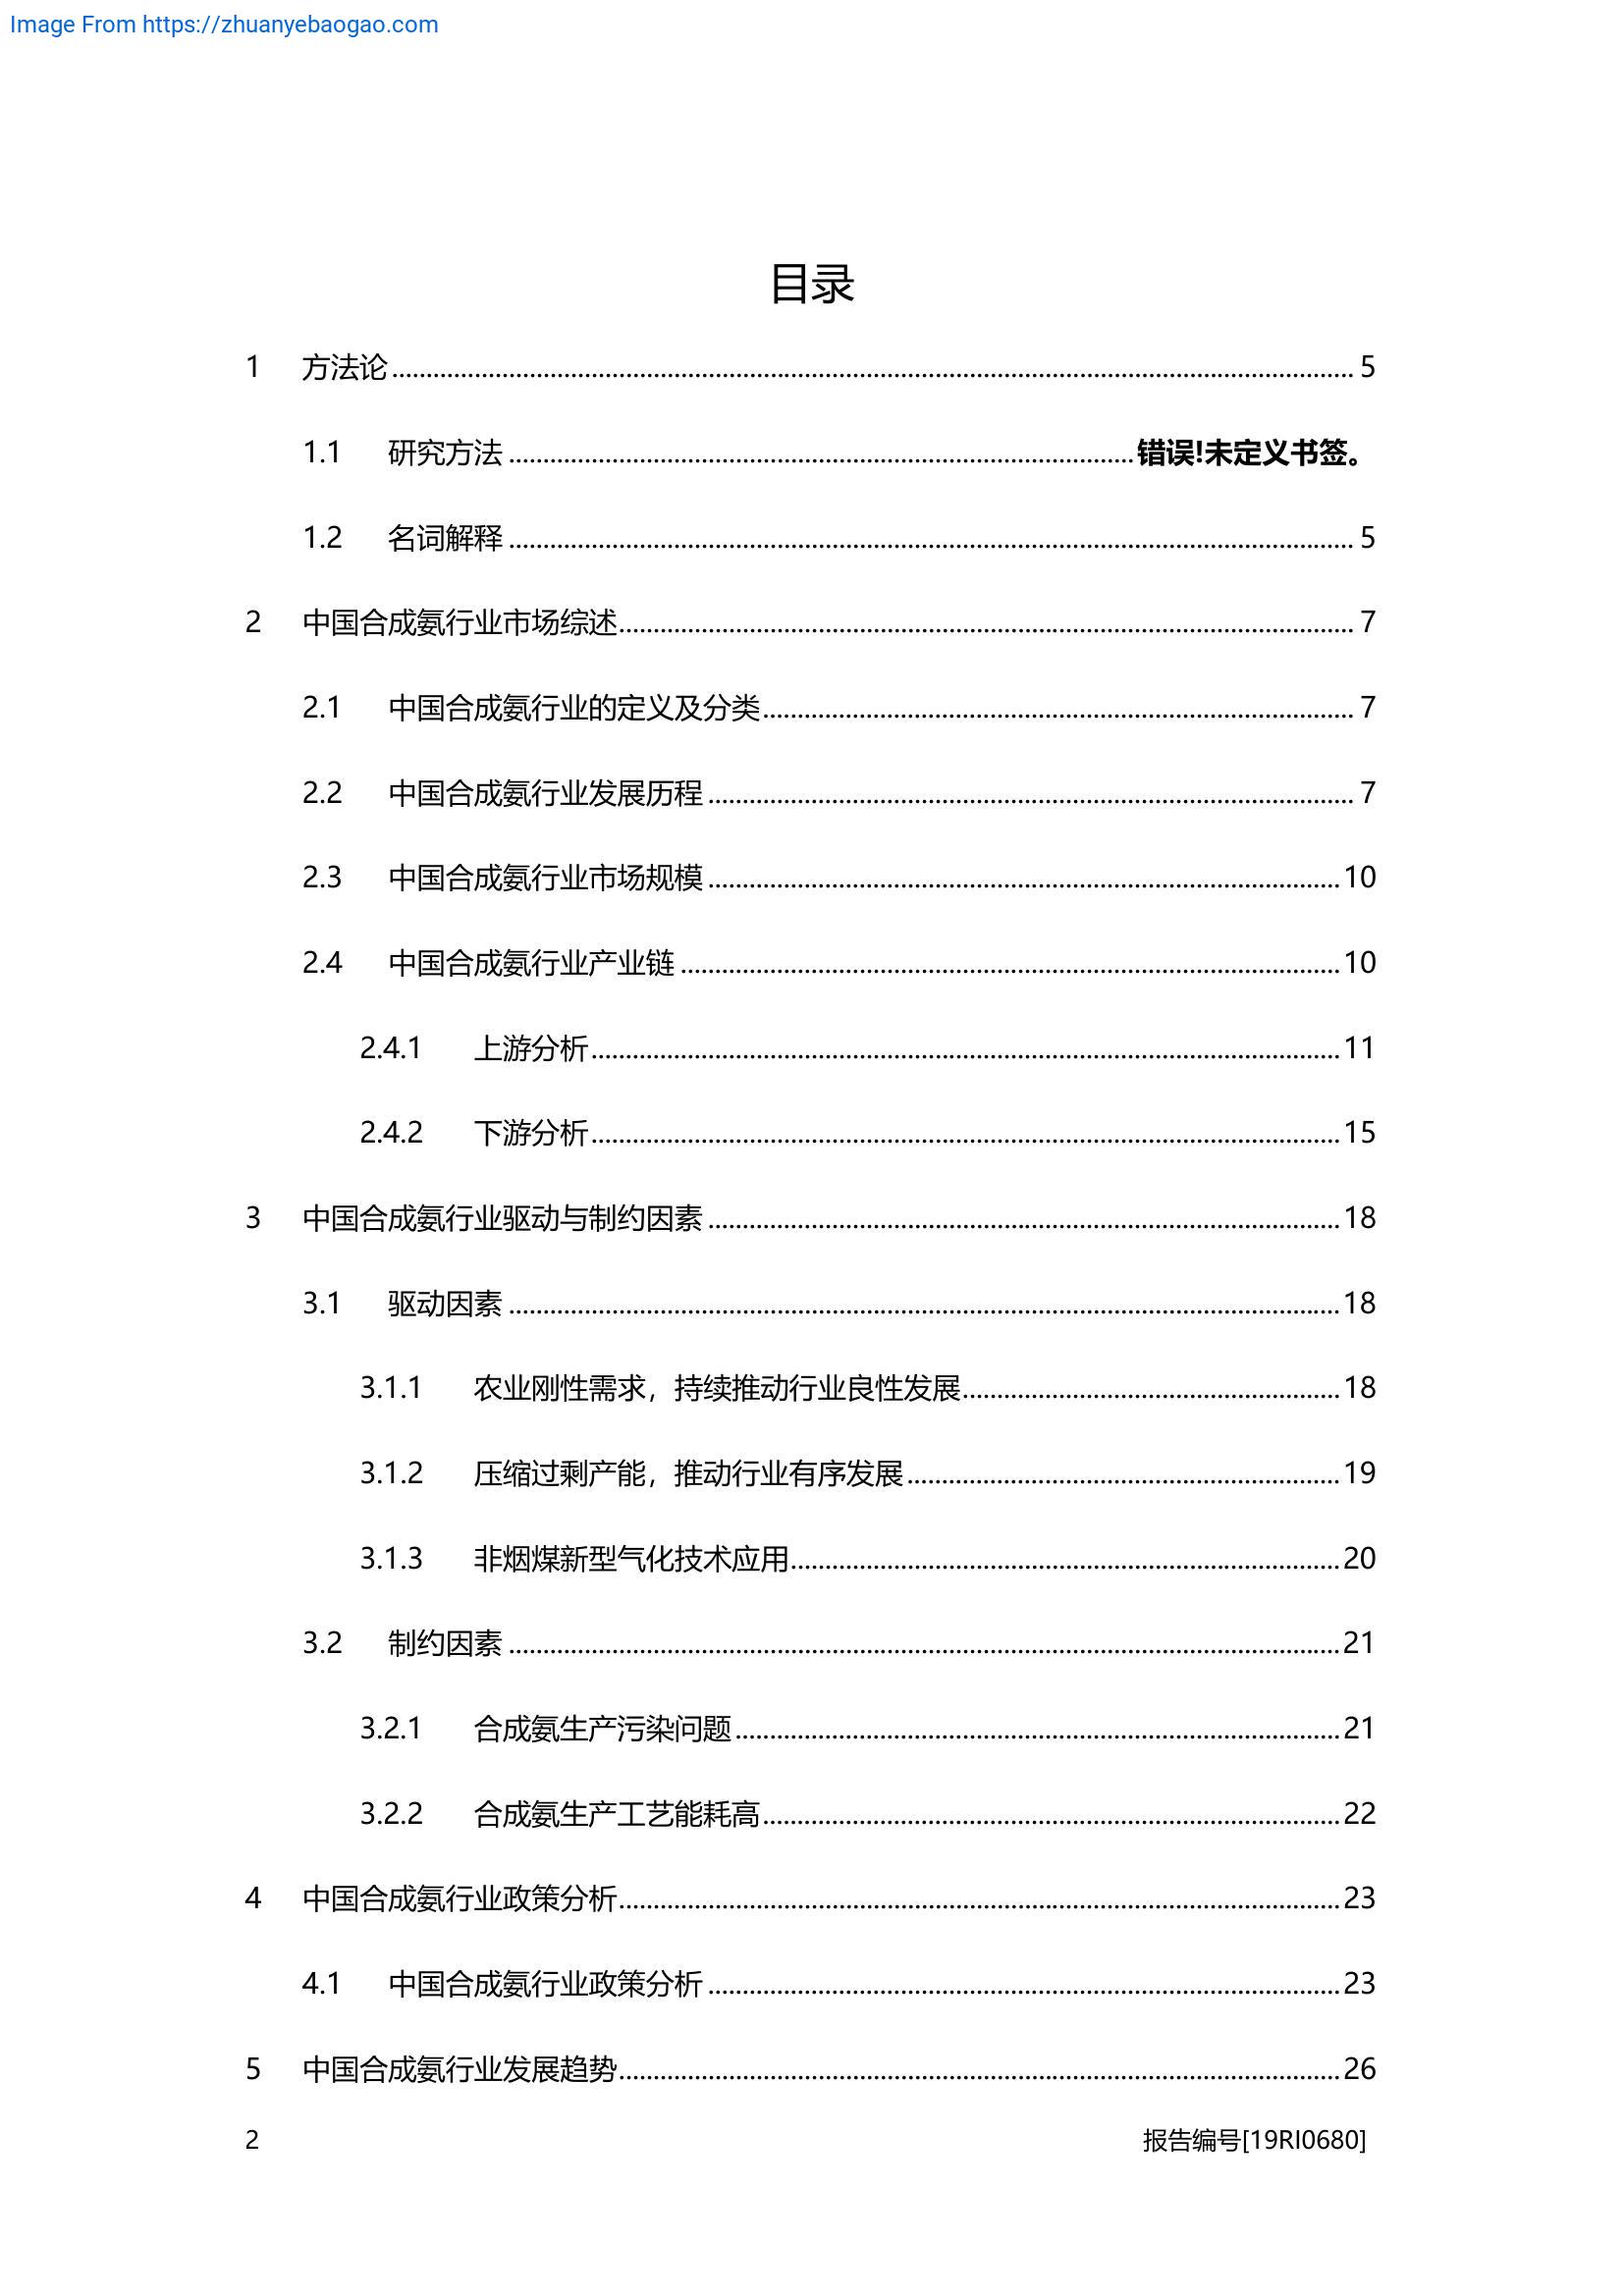 Image From https://zhuanyebaogao.com
目录
1 方法论 5
1.1 研究方法 错误!未定义书签。
1.2 名词解释 5
2 中国合成氨行业市场综述 7
2.1 中国合成氨行业的定义及分类 7
2.2 中国合成氨行业发展历程 7
2.3 中国合成氨行业市场规模 10
2.4 中国合成氨行业产业链 10
2.4.1 上游分析 11
2.4.2 下游分析 15
3 中国合成氨行业驱动与制约因素 18
3.1 驱动因素 18
3.1.1 农业刚性需求，持续推动行业良性发展 18
3.1.2 压缩过剩产能，推动行业有序发展 19
3.1.3 非烟煤新型气化技术应用 20
3.2 制约因素 21
3.2.1 合成氨生产污染问题 21
3.2.2 合成氨生产工艺能耗高 22
4 中国合成氨行业政策分析 23
4.1 中国合成氨行业政策分析 23
5 中国合成氨行业发展趋势 26
2 报告编号[19RI0680]